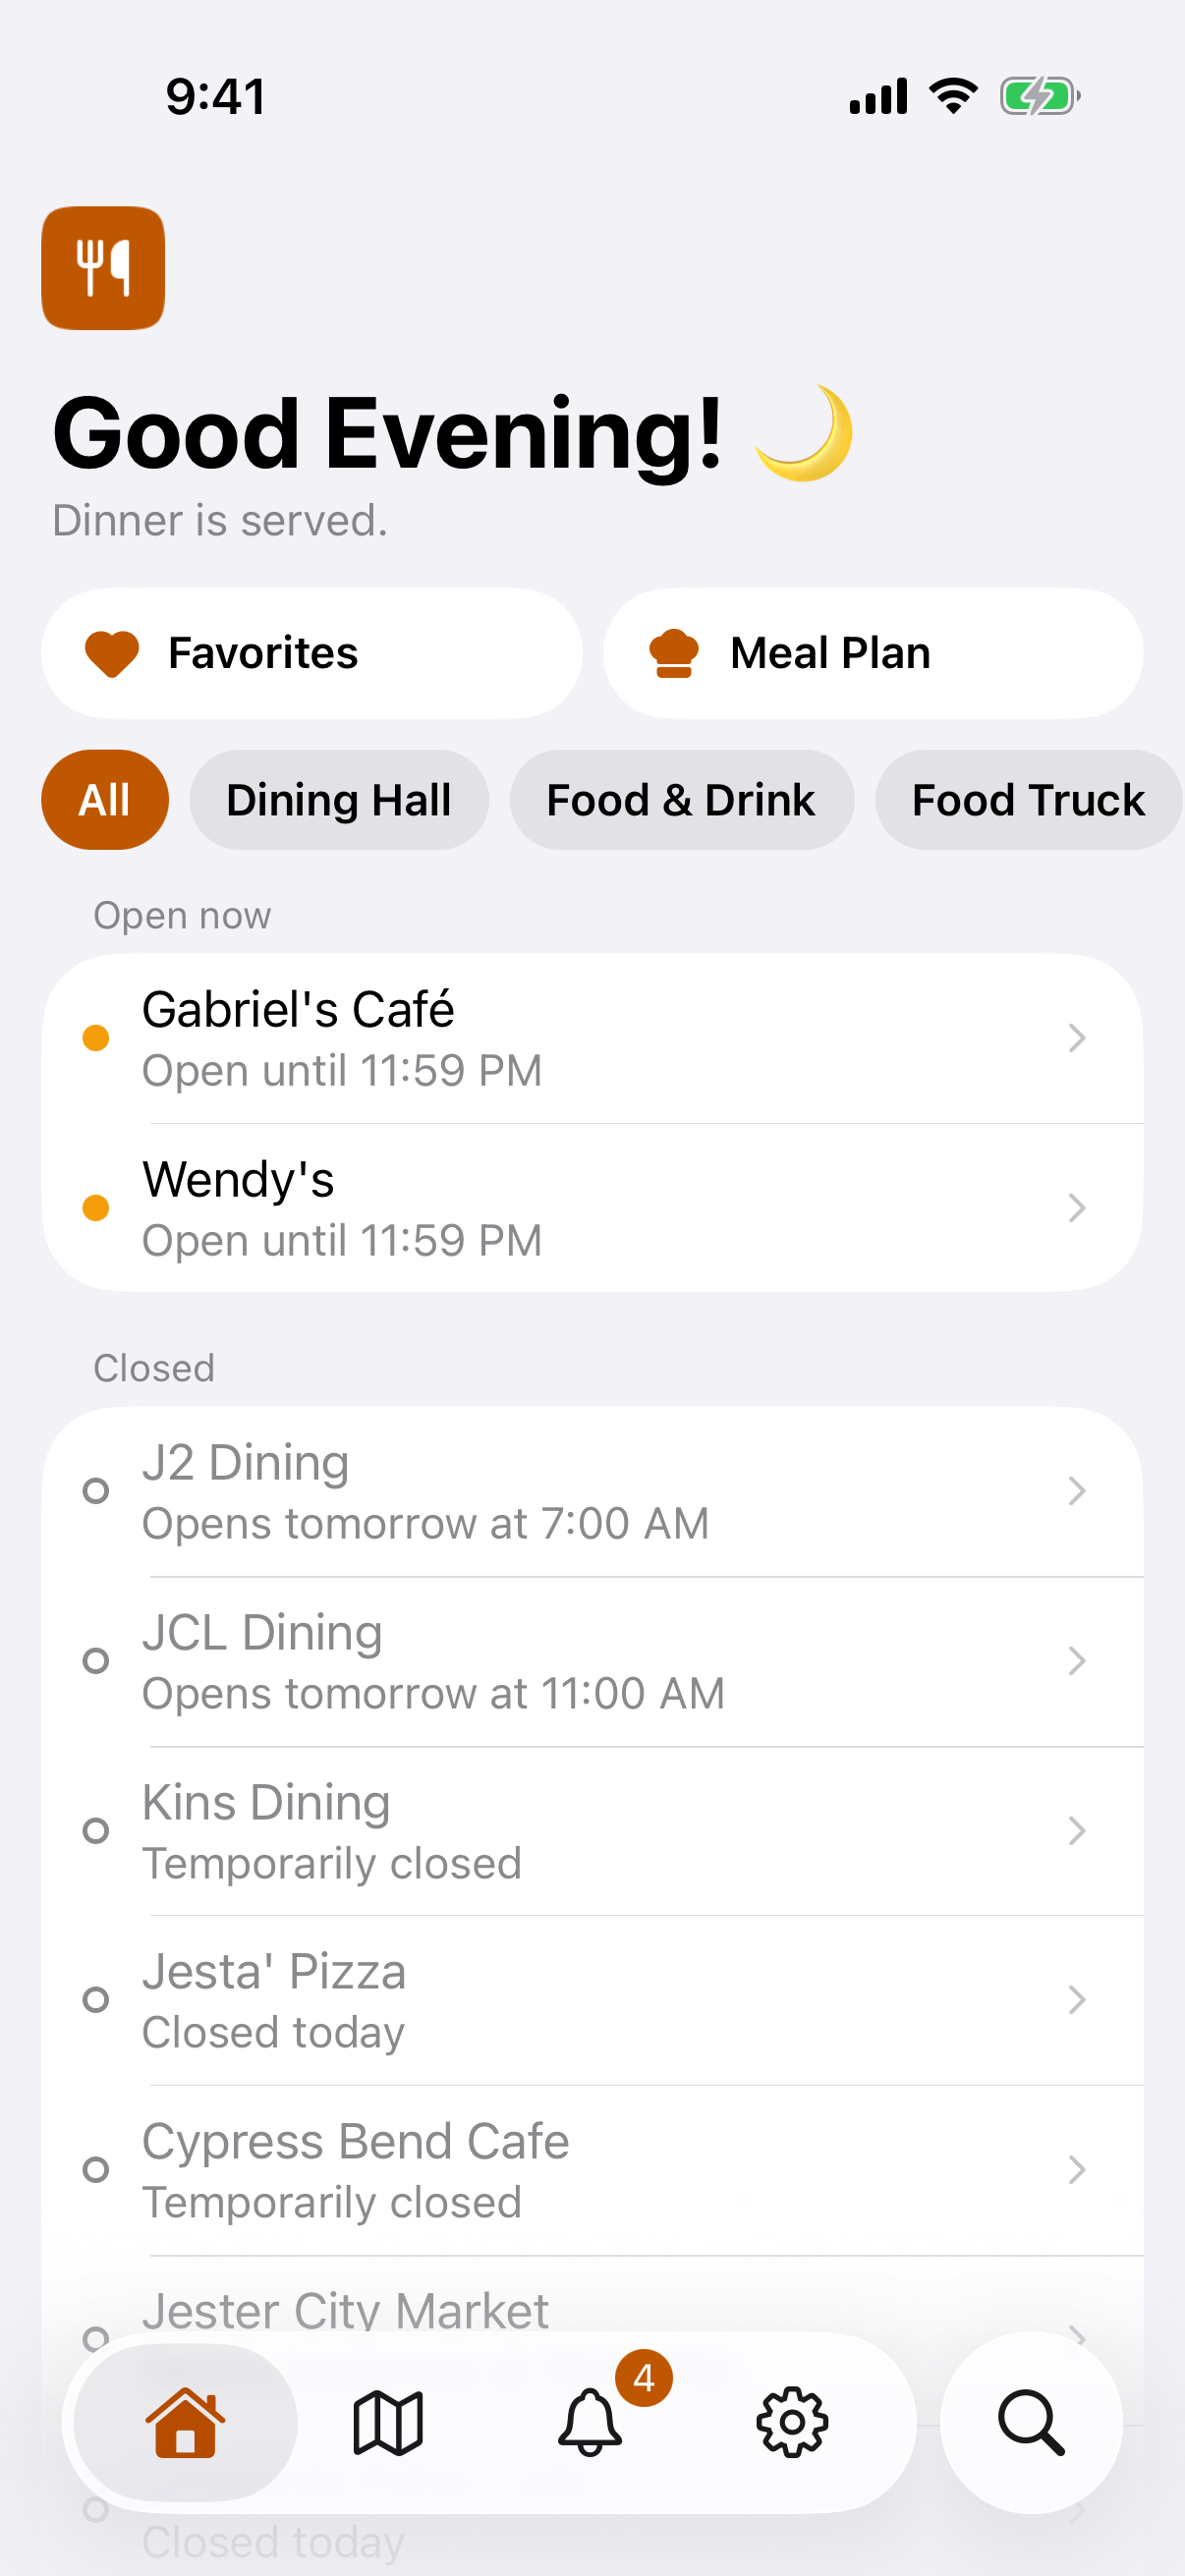 9:41
Good Evening! 🌙
Dinner is served.
Favorites
Meal Plan
All
Dining Hall
Food & Drink
Food Truck
Open now
Gabriel's Café
Open until 11:59 PM
Wendy's
Open until 11:59 PM
Closed
J2 Dining
Opens tomorrow at 7:00 AM
JCL Dining
Opens tomorrow at 11:00 AM
Kins Dining
Temporarily closed
Jesta' Pizza
Closed today
Cypress Bend Cafe
Temporarily closed
Jester City Market
4
Closed today